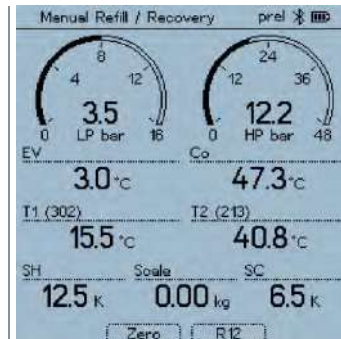 Manual Refill / Recovery prel
8 24
4 12 12 36
3.5 12.2
0 LP bar 16 0 HP bar 48
EV Co
3.0 °C 47.3 °C
T1 (302) T2 (213)
15.5 °C 40.8 °C
SH Scale SC
12.5 K 0.00 kg 6.5 K
Zero R12